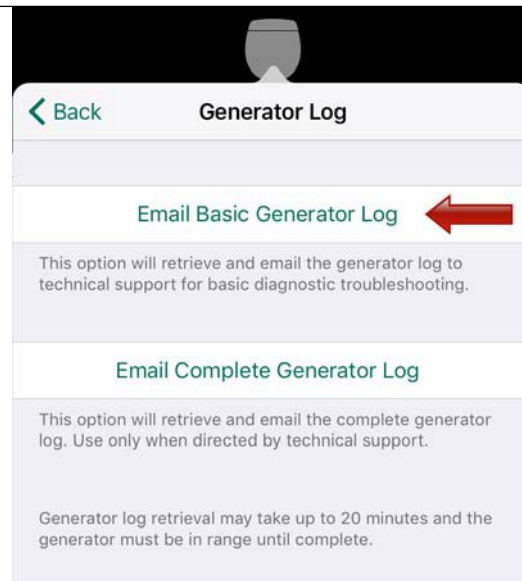 Back
Generator Log
Email Basic Generator Log
This option will retrieve and email the generator log to
technical support for basic diagnostic troubleshooting.
Email Complete Generator Log
This option will retrieve and email the complete generator
log. Use only when directed by technical support.
Generator log retrieval may take up to 20 minutes and the
generator must be in range until complete.